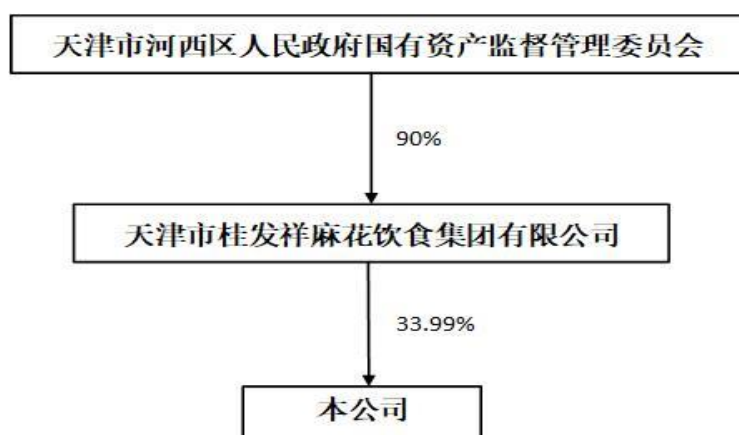 天津市河西区人民政府国有资产监督管理委员会
90%
天津市桂发祥麻花饮食集团有限公司
33.99%
本公司